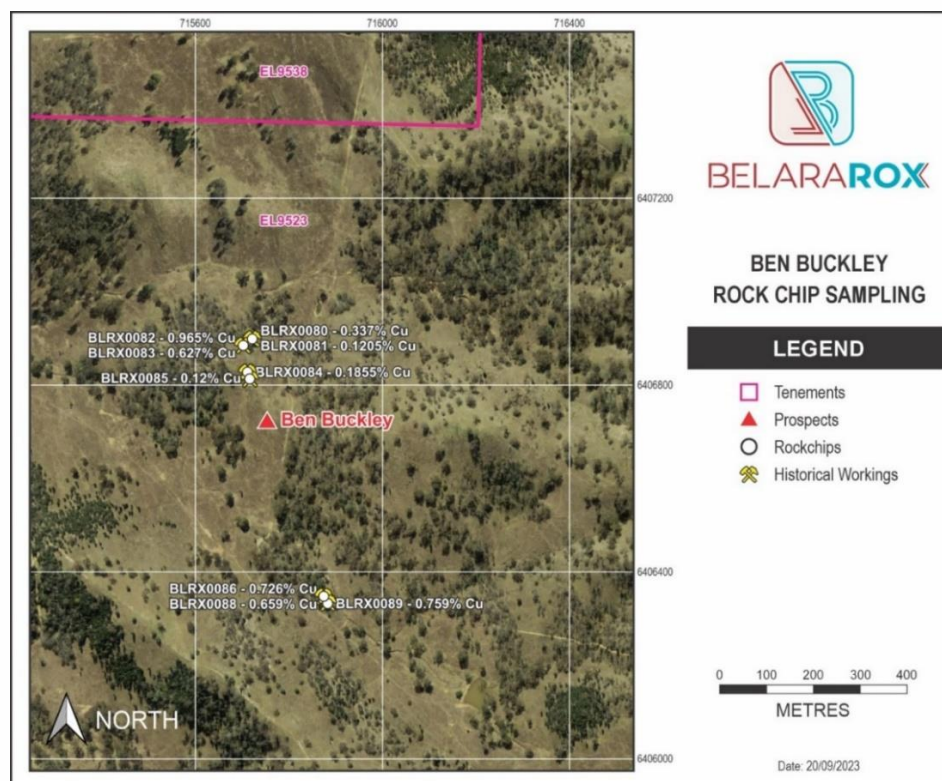 715600
716000
716400
EL9538
6407200
EL9523
BLRX0082 - 0.965% Cu
BLRX0080 - 0.337% Cu
BLRX0083 - 0.627% Cu
BLRX0081 - 0.1205% Cu
BLRX0085 - 0.12% Cu
BLRX0084 - 0.1855% Cu
6406800
Ben Buckley
6406400
BLRX0086 - 0.726% Cu
BLRX0088 - 0.659% Cu
BLRX0089 - 0.759% Cu
NORTH
6406000
BELARAROX
BEN BUCKLEY
ROCK CHIP SAMPLING
LEGEND
Tenements
Prospects
Rockchips
Historical Workings
0 100 200 300 400
METRES
Date: 20/09/2023